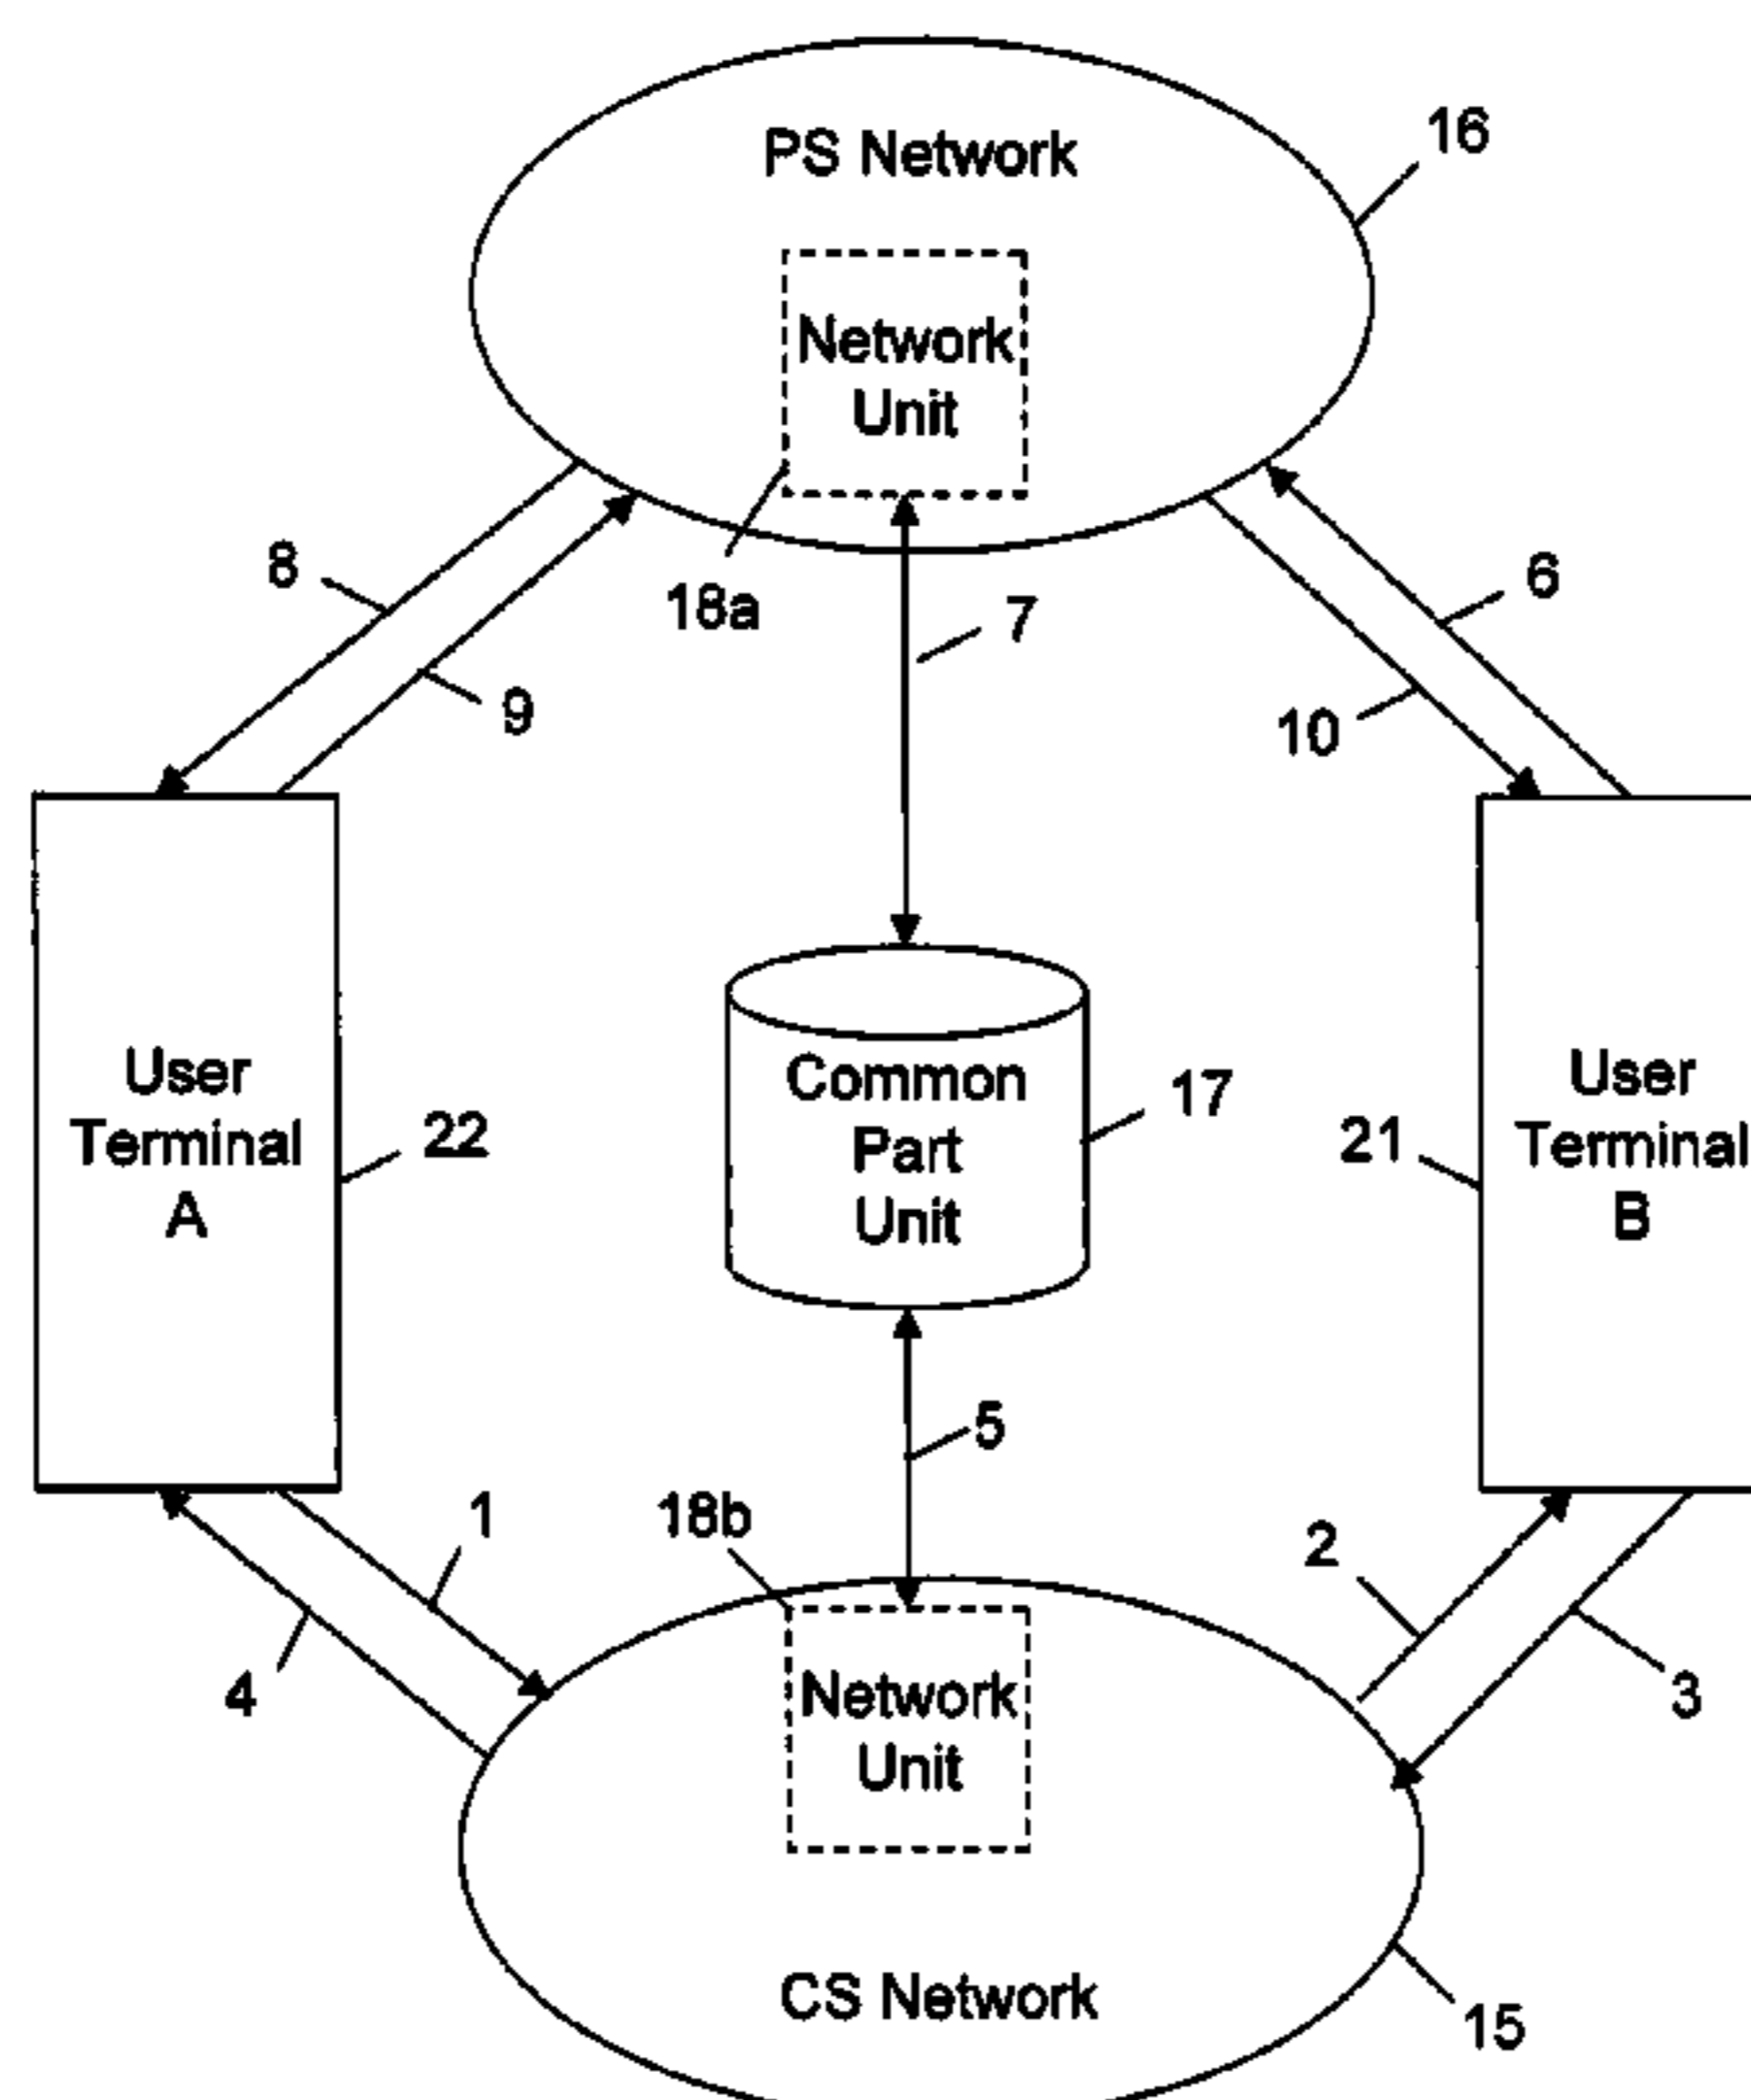 PS Network
16
Network
Unit
18a
8
9
7
6
10
User
Terminal
A
22
Common
Part
Unit
17
21
User
Terminal
B
5
1
4
18b
2
3
Network
Unit
CS Network
15